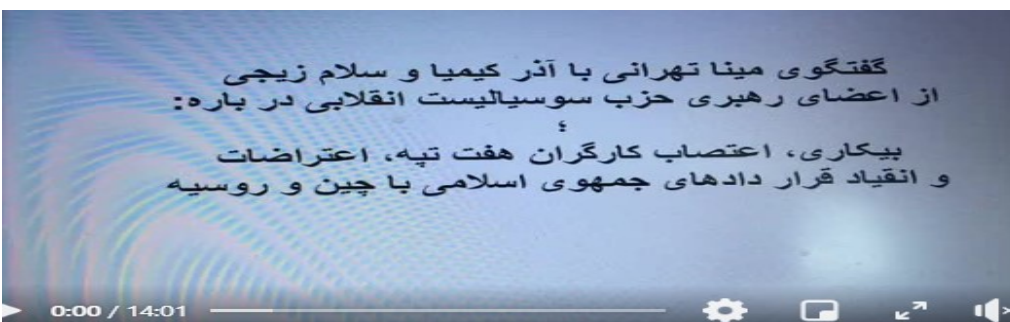 گفتگوی مینا تهرانی با آذر کیمیا و سلام زیجی
از اعضای رهبری حزب سوسیالیست انقلابی در باره:
؛
بیکاری، اعتصاب کارگران هفت تپه، اعتراضات
و انقیاد قرار دادهای جمهوی اسلامی با چین و روسیه
0:00 / 14:01